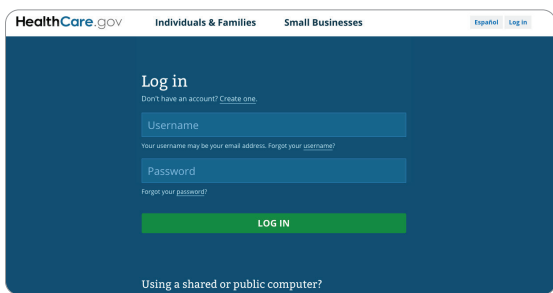 HealthCare.gov Individuals & Families Small Businesses Español Log in
Log in
Don't have an account? Create one.
Username
Your username may be your email address. Forgot your username?
Password
Forgot your password?
LOG IN
Using a shared or public computer?